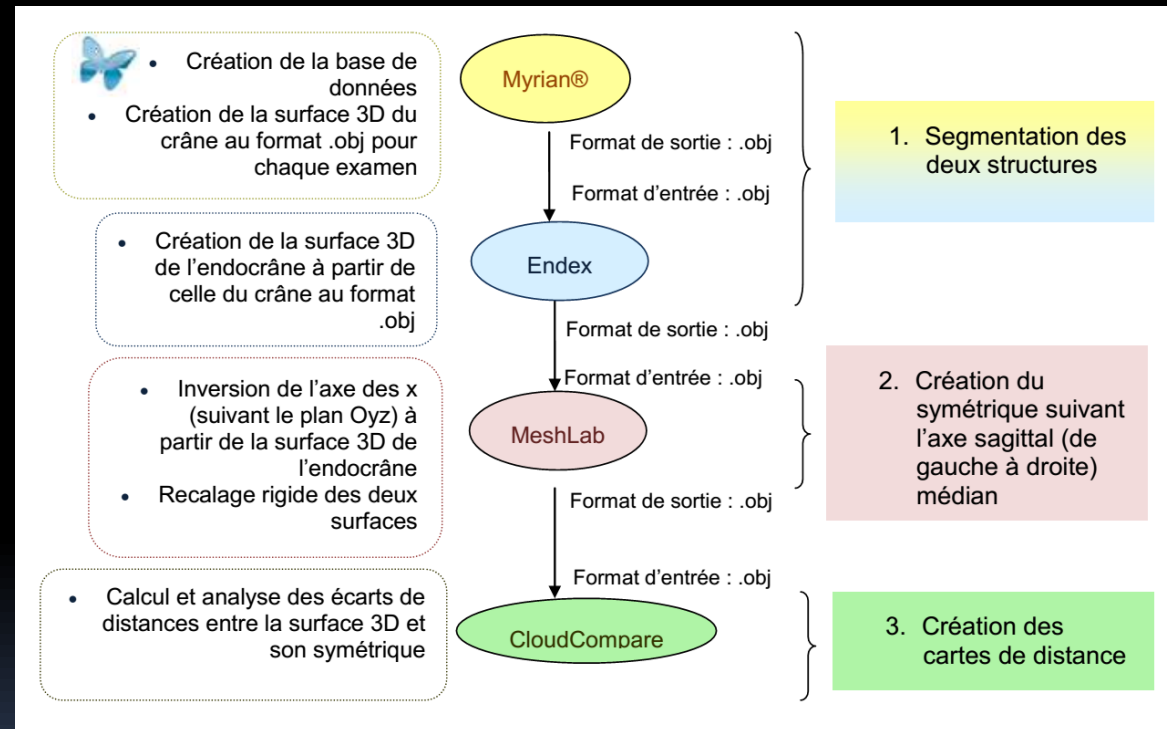 Création de la base de
données
Création de la surface 3D du
crâne au format .obj pour
chaque examen
Myrian®
Format de sortie : .obj
Format d'entrée : .obj
1. Segmentation des
deux structures
Création de la surface 3D
de l'endocrâne à partir de
celle du crâne au format
.obj
Endex
Format de sortie : .obj
Format d'entrée : .obj
Inversion de l'axe des x
(suivant le plan Oyz) à
partir de la surface 3D de
l'endocrâne
Recalage rigide des deux
surfaces
MeshLab
2. Création du
symétrique suivant
l'axe sagittal (de
gauche à droite)
médian
Format de sortie : .obj
Format d'entrée : .obj
Calcul et analyse des écarts de
distances entre la surface 3D et
son symétrique
CloudCompare
3. Création des
cartes de distance